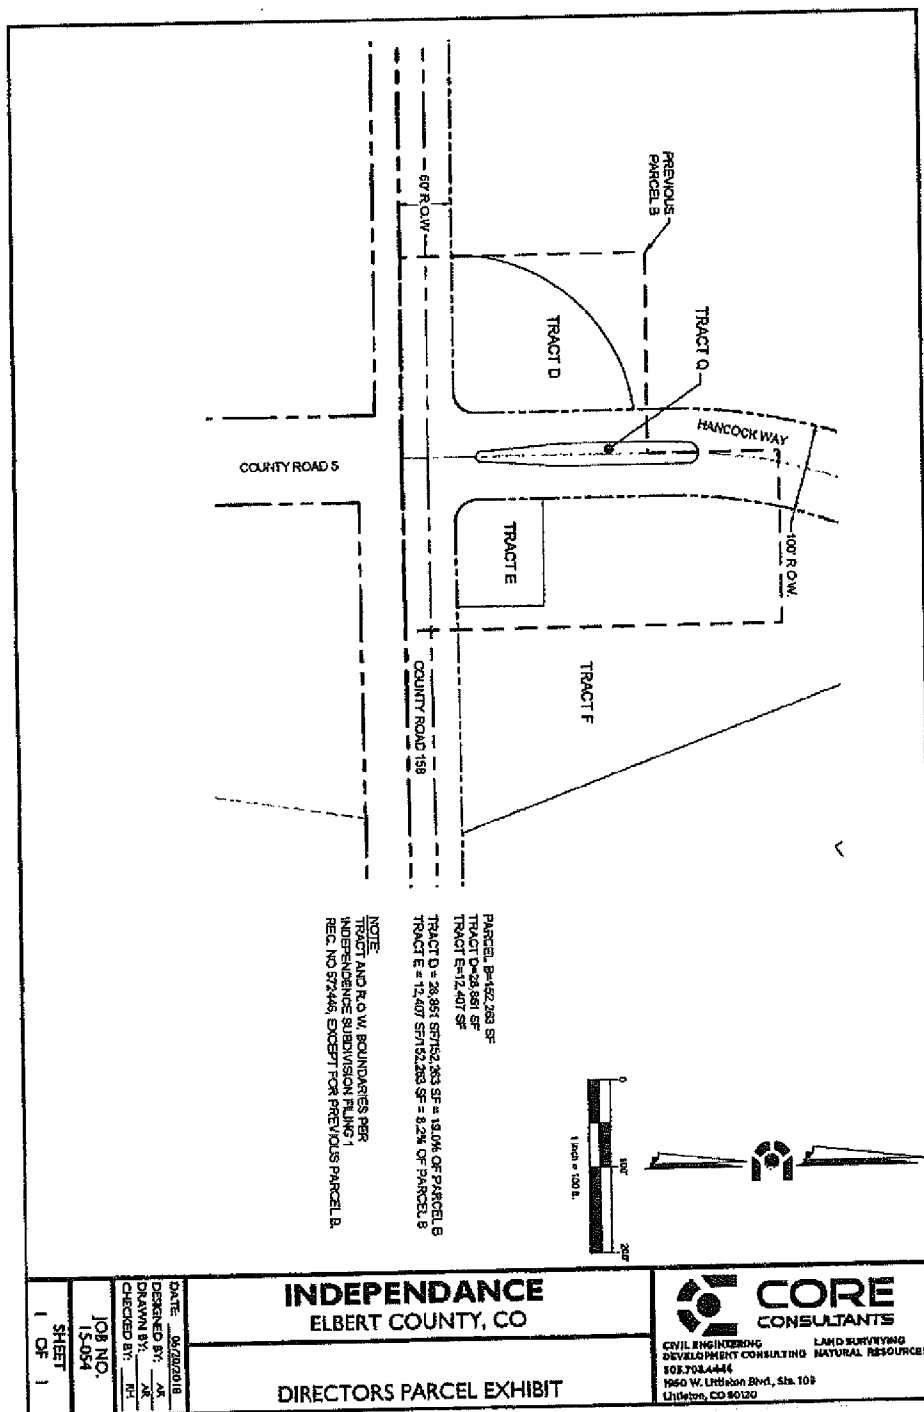 PREVIOUS
PARCEL B
60' R.O.W
TRACT D
TRACT Q
HANCOCK WAY
COUNTY ROAD 5
100' R.O.W.
TRACT E
TRACT F
COUNTY ROAD 158
PARCEL B=152,263 SF
TRACT D=28,861 SF
TRACT E=12,407 SF
TRACT D = 28,861 SF/152,263 SF = 19.0% OF PARCEL B
TRACT E = 12,407 SF/152,263 SF = 8.2% OF PARCEL B
NOTE:
TRACT AND R.O.W. BOUNDARIES PER
INDEPENDENCE SUBDIVISION FILING 1
REC. NO 572446, EXCEPT FOR PREVIOUS PARCEL B.
0 100' 200'
1 inch = 100 ft.
INDEPENDANCE
ELBERT COUNTY, CO
DIRECTORS PARCEL EXHIBIT
CORE
CONSULTANTS
CIVIL ENGINEERING LAND SURVEYING
DEVELOPMENT CONSULTING NATURAL RESOURCES
303.703.4444
1950 W. Littleton Blvd., Ste. 109
Littleton, CO 80120
DATE:
DESIGNED BY: AK
DRAWN BY: AK
CHECKED BY: RH
JOB NO.
15-054
SHEET
1 OF 1